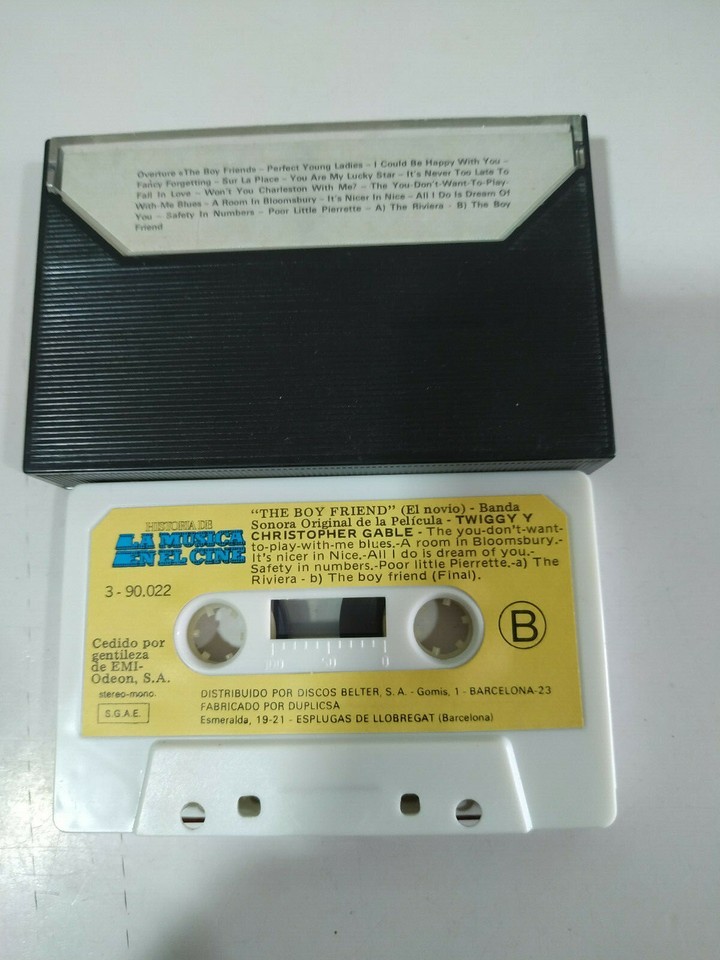 Overture «The Boy Friend» – Perfect Young Ladies – I Could Be Happy With You –
Fancy Forgetting – Sur La Place – You Are My Lucky Star – It's Never Too Late To
Fall In Love – Won't You Charleston With Me? – The You-Don't-Want-To-Play-
With-Me Blues – A Room In Bloomsbury – It's Nicer In Nice – All I Do Is Dream Of
You – Safety In Numbers – Poor Little Pierrette – A) The Riviera - B) The Boy
Friend
HISTORIA DE
LA MUSICA
EN EL CINE
3 - 90.022
"THE BOY FRIEND" (El novio) - Banda
Sonora Original de la Película - TWIGGY Y
CHRISTOPHER GABLE - The you-don't-want-
to-play-with-me blues.-A room in Bloomsbury.-
It's nicer in Nice.-All I do is dream of you.-
Safety in numbers.-Poor little Pierrette.-a) The
Riviera - b) The boy friend (Final).
B
100 50 0
Cedido por
gentileza
de EMI-
Odeon, S.A.
stereo-mono.
S.G.A.E.
DISTRIBUIDO POR DISCOS BELTER, S.A. - Gomis, 1 - BARCELONA-23
FABRICADO POR DUPLICSA
Esmeralda, 19-21 - ESPLUGAS DE LLOBREGAT (Barcelona)